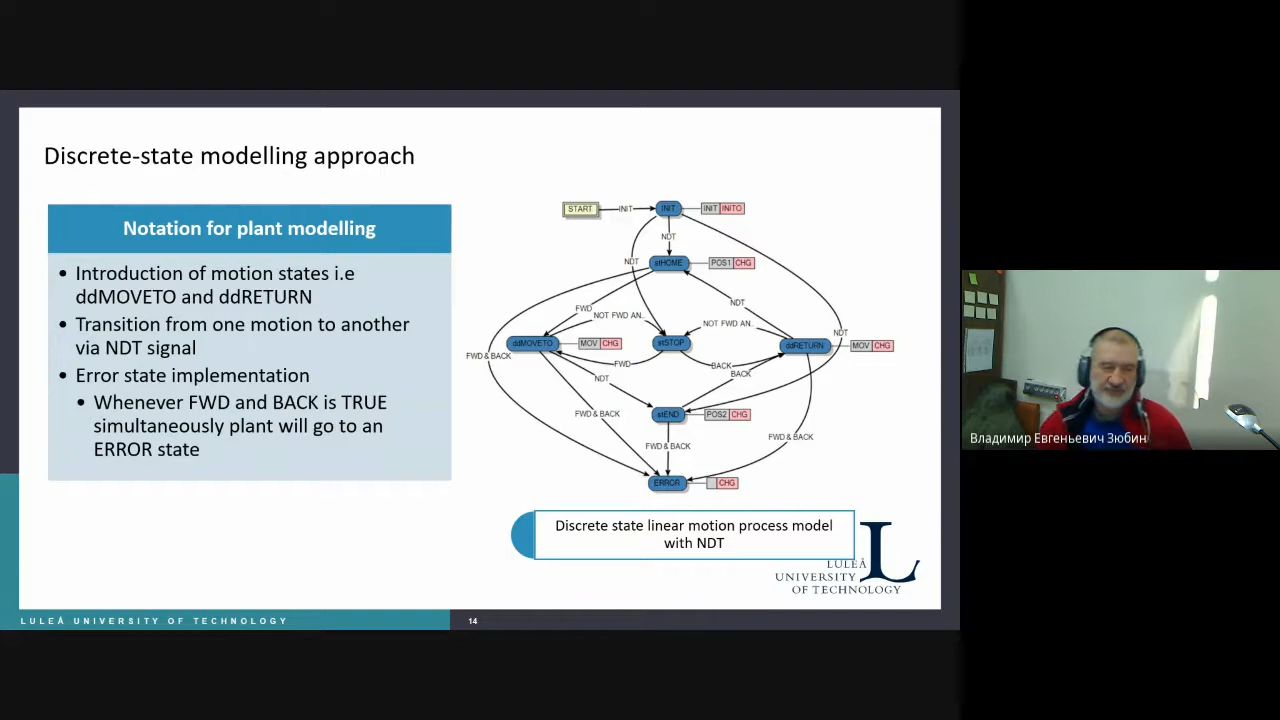 Discrete-state modelling approach
Notation for plant modelling
• Introduction of motion states i.e
ddMOVETO and ddRETURN
• Transition from one motion to another
via NDT signal
• Error state implementation
• Whenever FWD and BACK is TRUE
simultaneously plant will go to an
ERROR state
START
INIT
INIT
INIT
INITO
NDT
NDT
stHOME
POS1
CHG
FWD
NOT FWD AN..
NDT
NOT FWD AN..
NDT
ddMOVETO
MOV
CHG
stSTOP
ddRETURN
MOV
CHG
FWD & BACK
FWD
BACK
BACK
NDT
FWD & BACK
stEND
POS2
CHG
FWD & BACK
FWD & BACK
ERROR
CHG
Discrete state linear motion process model
with NDT
LULEÅ
UNIVERSITY
OF TECHNOLOGY
L
LULEÅ UNIVERSITY OF TECHNOLOGY
14
Владимир Евгеньевич Зюбин